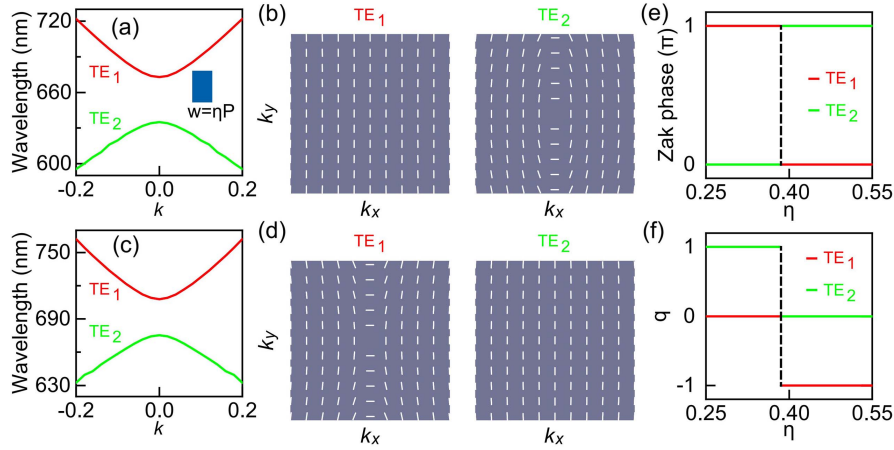 (a)
Wavelength (nm)
720
660
600
TE1
TE2
w=ηP
-0.2
0.0
0.2
k
(b)
TE1
TE2
ky
kx
kx
(e)
Zak phase (π)
1
0
TE1
TE2
0.25
0.40
0.55
η
(c)
Wavelength (nm)
750
690
630
TE1
TE2
-0.2
0.0
0.2
k
(d)
TE1
TE2
ky
kx
kx
(f)
q
1
0
-1
TE1
TE2
0.25
0.40
0.55
η